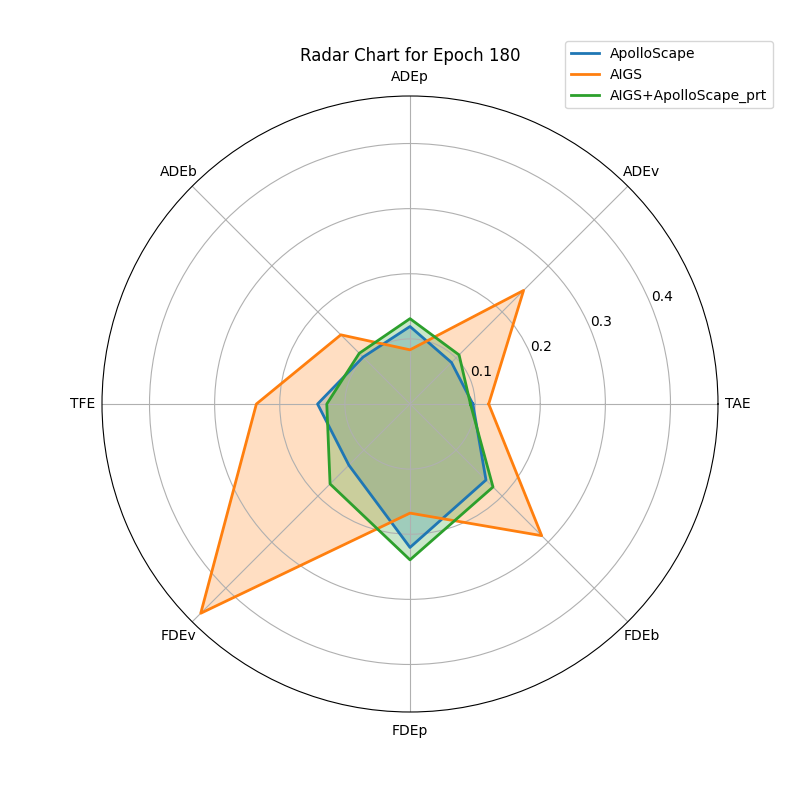 Radar Chart for Epoch 180
ApolloScape
AIGS
AIGS+ApolloScape_prt
ADEp
ADEb
ADEv
0.4
0.3
0.2
0.1
TFE
TAE
FDEv
FDEb
FDEp